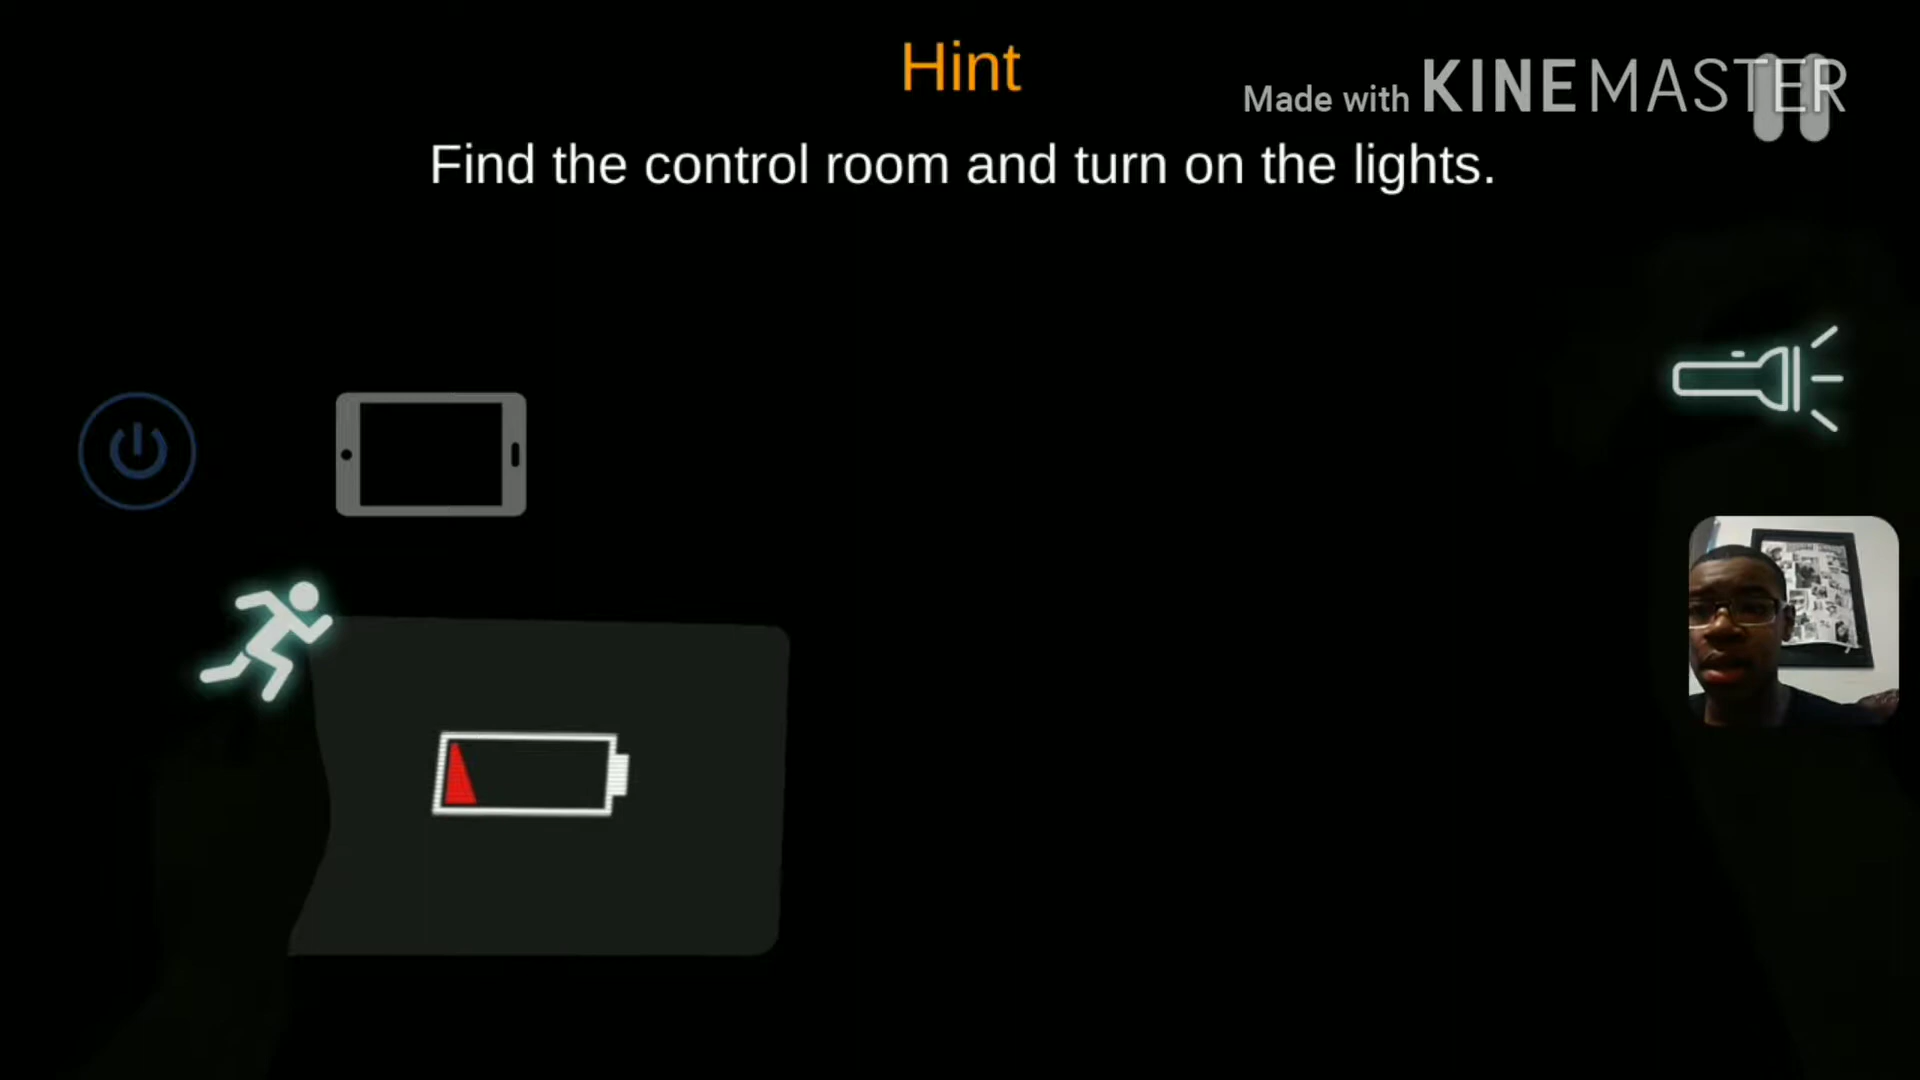 Hint
Made with KINEMASTER
Find the control room and turn on the lights.